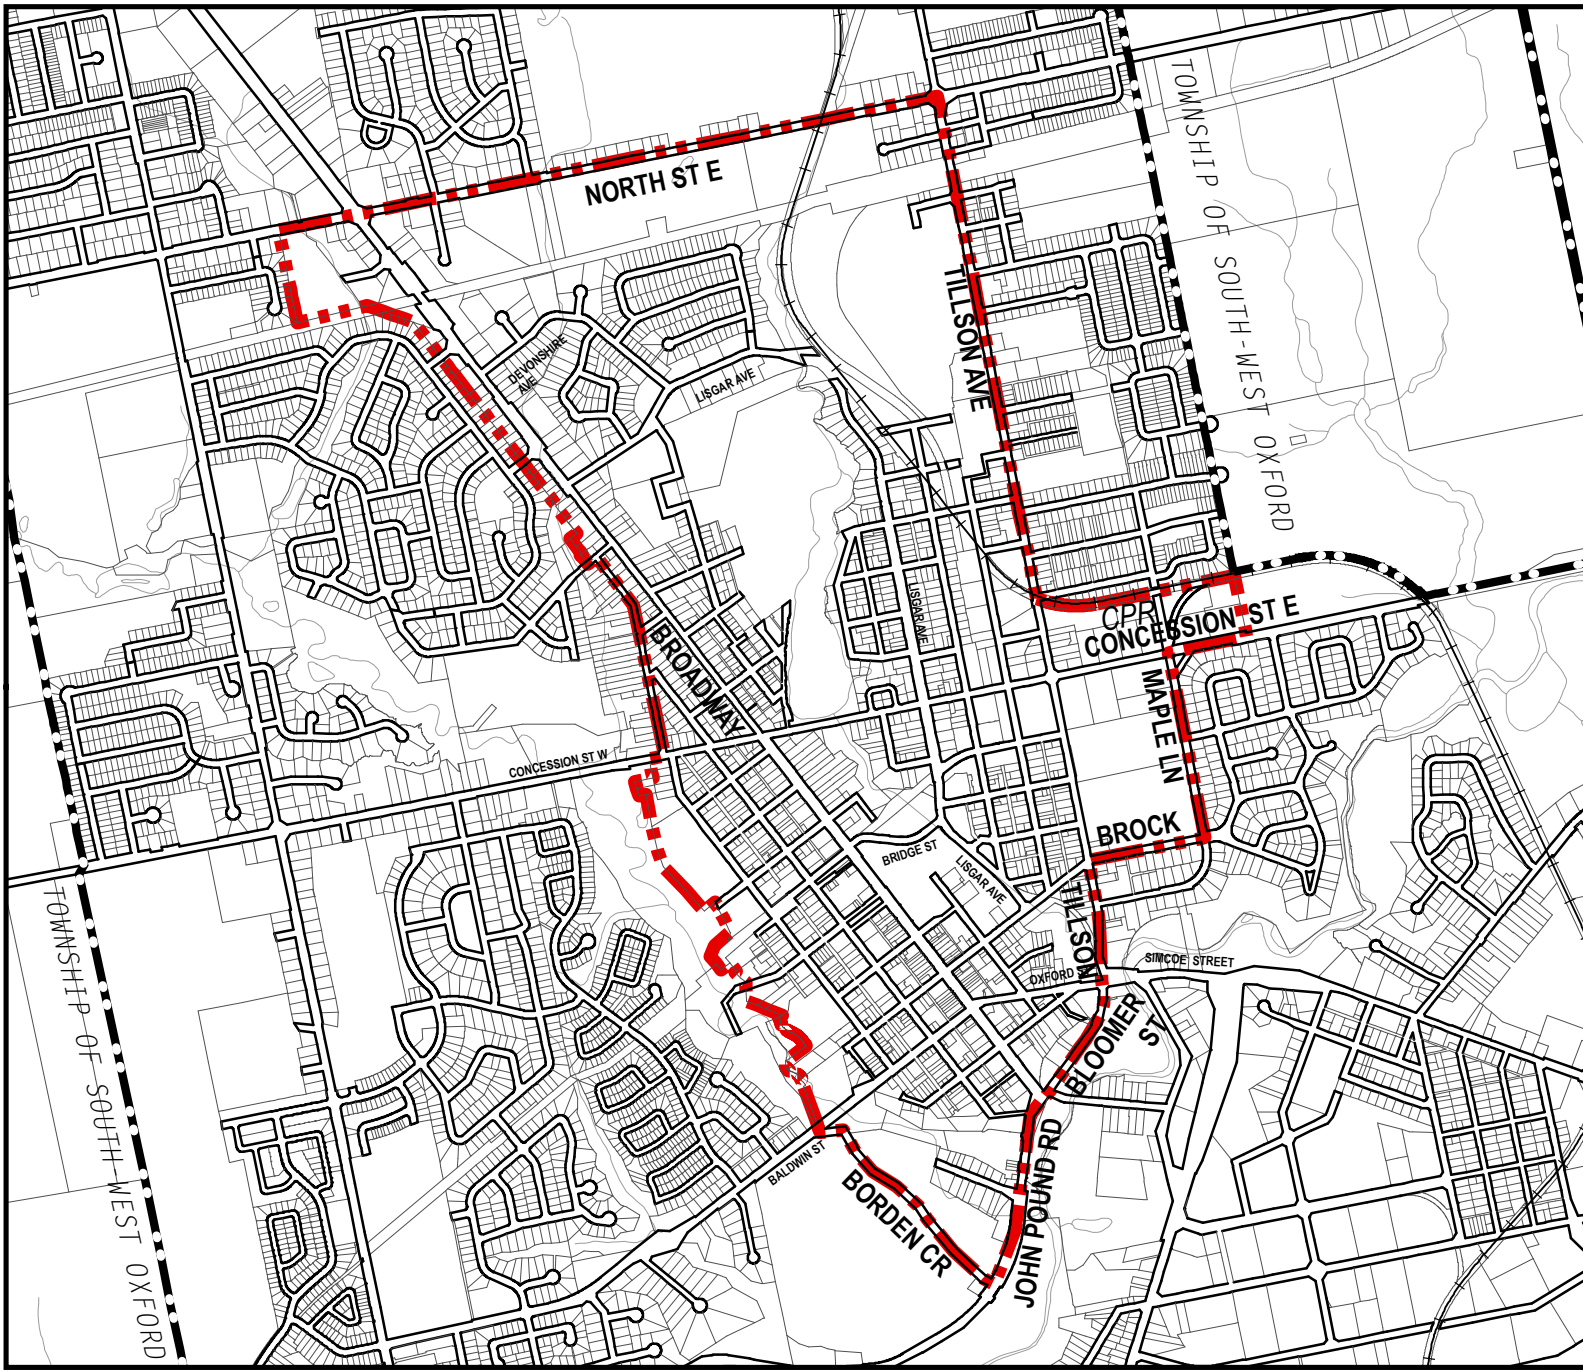 TOWNSHIP OF SOUTH-WEST OXFORD
NORTH ST E
TILLSON AVE
DEVONSHIRE
AVE
LISGAR AVE
LISGAR AVE
CPR
CONCESSION ST E
BROADWAY
MAPLE LN
CONCESSION ST W
BROCK
BRIDGE ST
LISGAR AVE
TILLSON
TOWNSHIP OF SOUTH-WEST OXFORD
OXFORD ST
SIMCOE STREET
BLOOMER
ST
BALDWIN ST
BORDEN CR
JOHN POUND RD